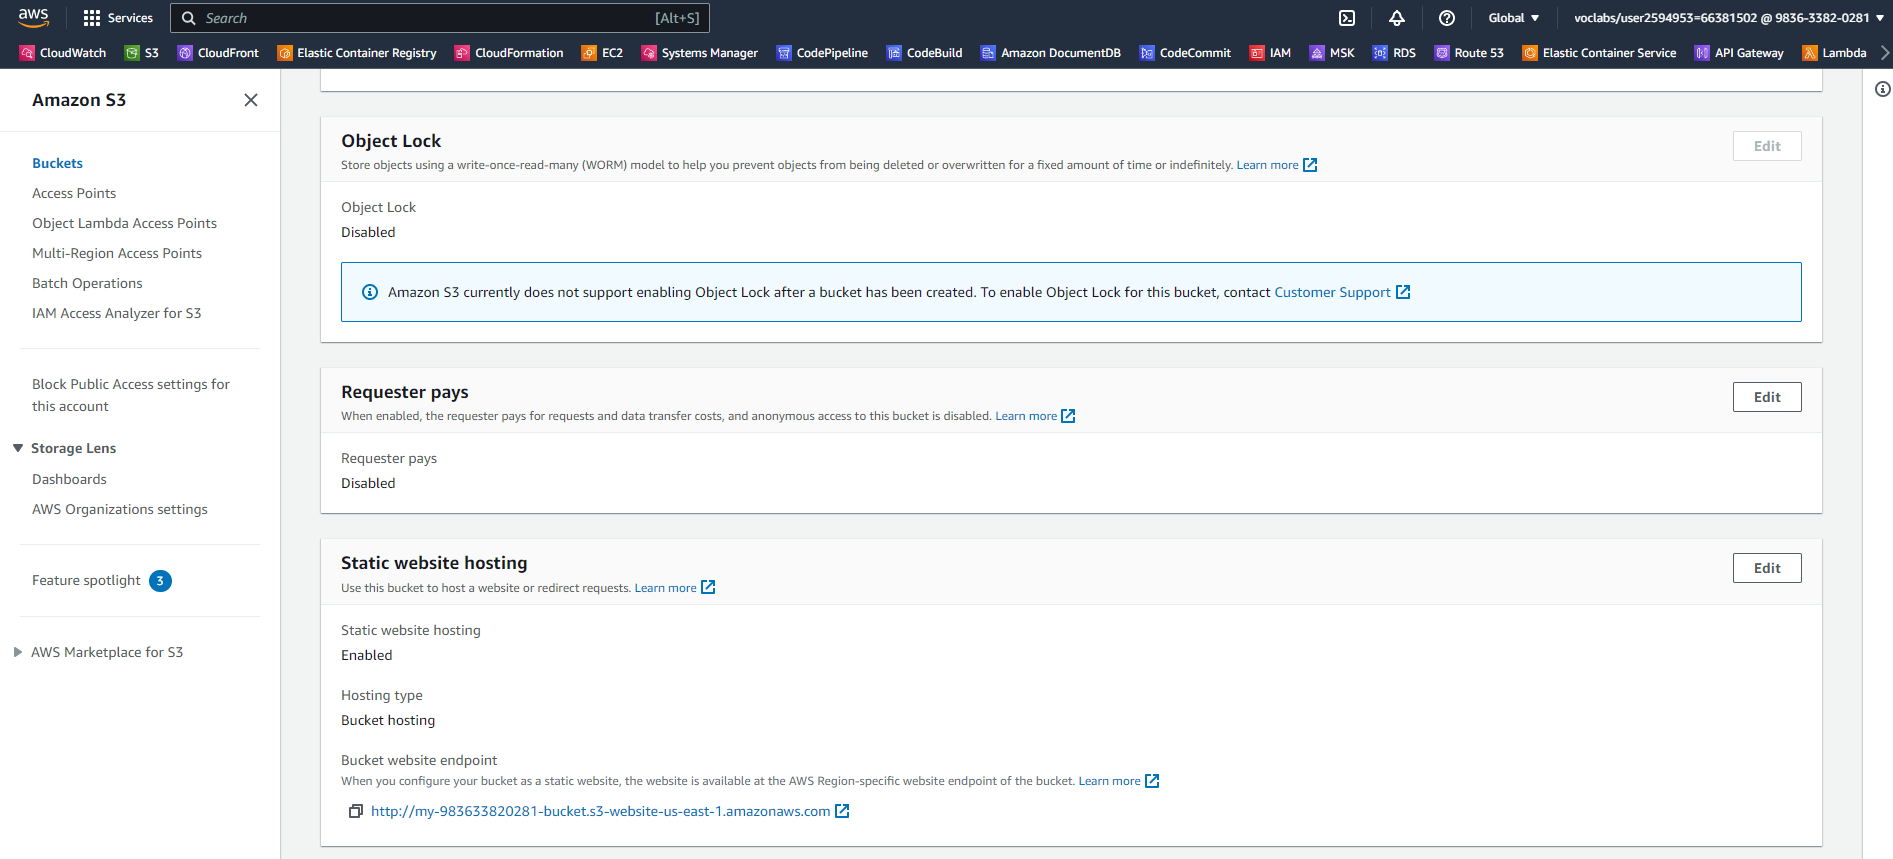 aws
Services
Search [Alt+S]
Global
voclabs/user2594953=66381502 @ 9836-3382-0281
CloudWatch S3 CloudFront Elastic Container Registry CloudFormation EC2 Systems Manager CodePipeline CodeBuild Amazon DocumentDB CodeCommit IAM MSK RDS Route 53 Elastic Container Service API Gateway Lambda
Amazon S3
Buckets
Access Points
Object Lambda Access Points
Multi-Region Access Points
Batch Operations
IAM Access Analyzer for S3
Block Public Access settings for
this account
Storage Lens
Dashboards
AWS Organizations settings
Feature spotlight 3
AWS Marketplace for S3
Object Lock
Edit
Store objects using a write-once-read-many (WORM) model to help you prevent objects from being deleted or overwritten for a fixed amount of time or indefinitely. Learn more
Object Lock
Disabled
Amazon S3 currently does not support enabling Object Lock after a bucket has been created. To enable Object Lock for this bucket, contact Customer Support
Requester pays
Edit
When enabled, the requester pays for requests and data transfer costs, and anonymous access to this bucket is disabled. Learn more
Requester pays
Disabled
Static website hosting
Edit
Use this bucket to host a website or redirect requests. Learn more
Static website hosting
Enabled
Hosting type
Bucket hosting
Bucket website endpoint
When you configure your bucket as a static website, the website is available at the AWS Region-specific website endpoint of the bucket. Learn more
http://my-983633820281-bucket.s3-website-us-east-1.amazonaws.com